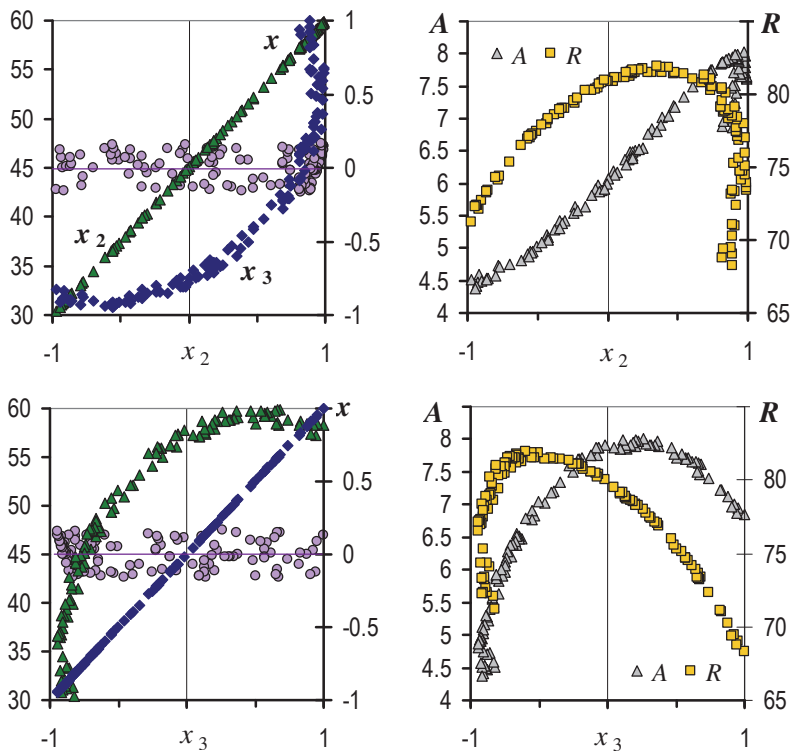 60 1 A R
55 x 8 A R
0.5 7.5 80
50 7
45 0 6.5 75
40 6
x 2 -0.5 5.5 70
35 x 3 5
4.5
30 -1 4 65
-1 x 2 1 -1 x 2 1
60 x A R
55 8
0.5 7.5 80
50 7
45 0 6.5 75
6
40 5.5
-0.5 70
35 5
4.5 A R
30 -1 4 65
-1 x 3 1 -1 x 3 1